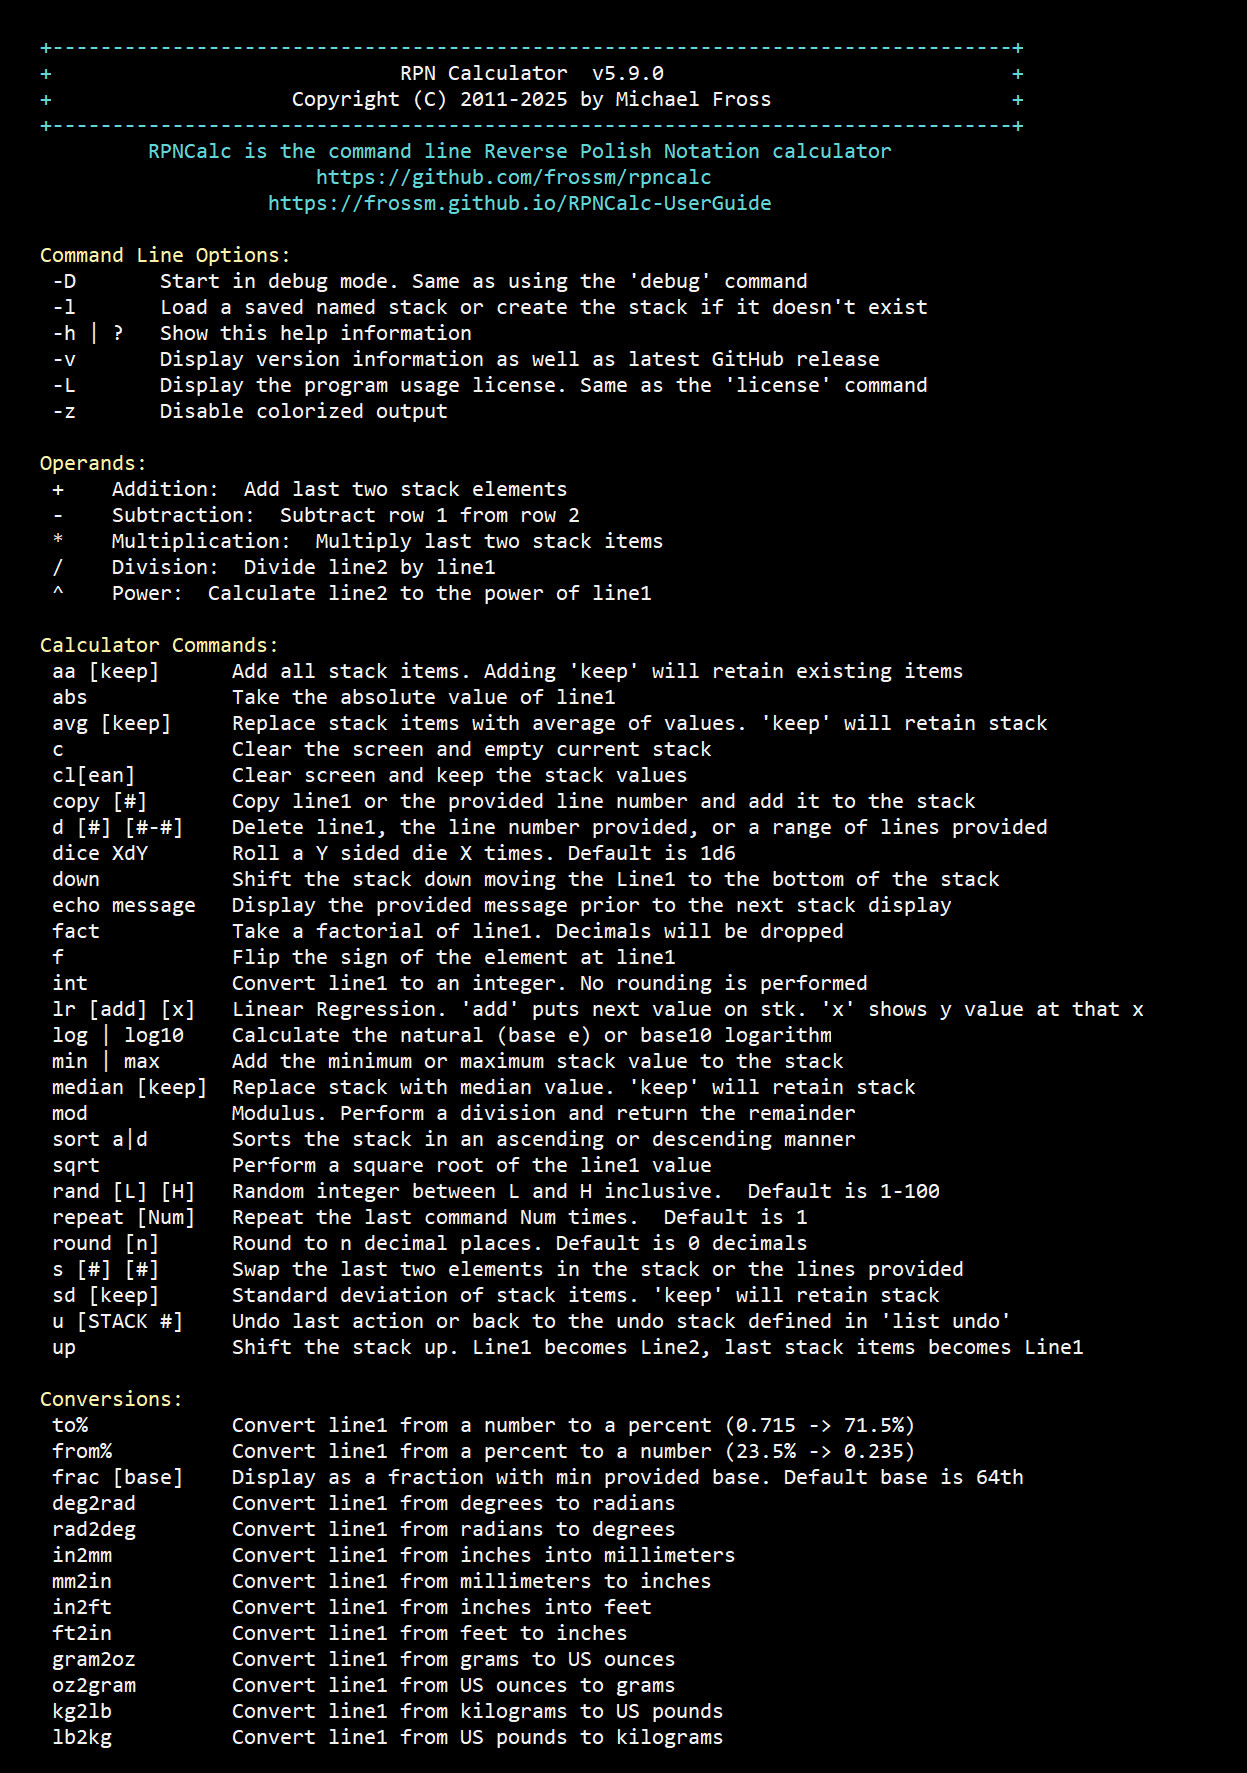 +--------------------------------------------------------------------------------+
+                             RPN Calculator  v5.9.0                             +
+                    Copyright (C) 2011-2025 by Michael Fross                    +
+--------------------------------------------------------------------------------+
RPNCalc is the command line Reverse Polish Notation calculator
https://github.com/frossm/rpncalc
https://frossm.github.io/RPNCalc-UserGuide

Command Line Options:
 -D       Start in debug mode. Same as using the 'debug' command
 -l       Load a saved named stack or create the stack if it doesn't exist
 -h | ?   Show this help information
 -v       Display version information as well as latest GitHub release
 -L       Display the program usage license. Same as the 'license' command
 -z       Disable colorized output

Operands:
 +    Addition:  Add last two stack elements
 -    Subtraction:  Subtract row 1 from row 2
 *    Multiplication:  Multiply last two stack items
 /    Division:  Divide line2 by line1
 ^    Power:  Calculate line2 to the power of line1

Calculator Commands:
 aa [keep]      Add all stack items. Adding 'keep' will retain existing items
 abs            Take the absolute value of line1
 avg [keep]     Replace stack items with average of values. 'keep' will retain stack
 c              Clear the screen and empty current stack
 cl[ean]        Clear screen and keep the stack values
 copy [#]       Copy line1 or the provided line number and add it to the stack
 d [#] [#-#]    Delete line1, the line number provided, or a range of lines provided
 dice XdY       Roll a Y sided die X times. Default is 1d6
 down           Shift the stack down moving the Line1 to the bottom of the stack
 echo message   Display the provided message prior to the next stack display
 fact           Take a factorial of line1. Decimals will be dropped
 f              Flip the sign of the element at line1
 int            Convert line1 to an integer. No rounding is performed
 lr [add] [x]   Linear Regression. 'add' puts next value on stk. 'x' shows y value at that x
 log | log10    Calculate the natural (base e) or base10 logarithm
 min | max      Add the minimum or maximum stack value to the stack
 median [keep]  Replace stack with median value. 'keep' will retain stack
 mod            Modulus. Perform a division and return the remainder
 sort a|d       Sorts the stack in an ascending or descending manner
 sqrt           Perform a square root of the line1 value
 rand [L] [H]   Random integer between L and H inclusive.  Default is 1-100
 repeat [Num]   Repeat the last command Num times.  Default is 1
 round [n]      Round to n decimal places. Default is 0 decimals
 s [#] [#]      Swap the last two elements in the stack or the lines provided
 sd [keep]      Standard deviation of stack items. 'keep' will retain stack
 u [STACK #]    Undo last action or back to the undo stack defined in 'list undo'
 up             Shift the stack up. Line1 becomes Line2, last stack items becomes Line1

Conversions:
 to%            Convert line1 from a number to a percent (0.715 -> 71.5%)
 from%          Convert line1 from a percent to a number (23.5% -> 0.235)
 frac [base]    Display as a fraction with min provided base. Default base is 64th
 deg2rad        Convert line1 from degrees to radians
 rad2deg        Convert line1 from radians to degrees
 in2mm          Convert line1 from inches into millimeters
 mm2in          Convert line1 from millimeters to inches
 in2ft          Convert line1 from inches into feet
 ft2in          Convert line1 from feet to inches
 gram2oz        Convert line1 from grams to US ounces
 oz2gram        Convert line1 from US ounces to grams
 kg2lb          Convert line1 from kilograms to US pounds
 lb2kg          Convert line1 from US pounds to kilograms